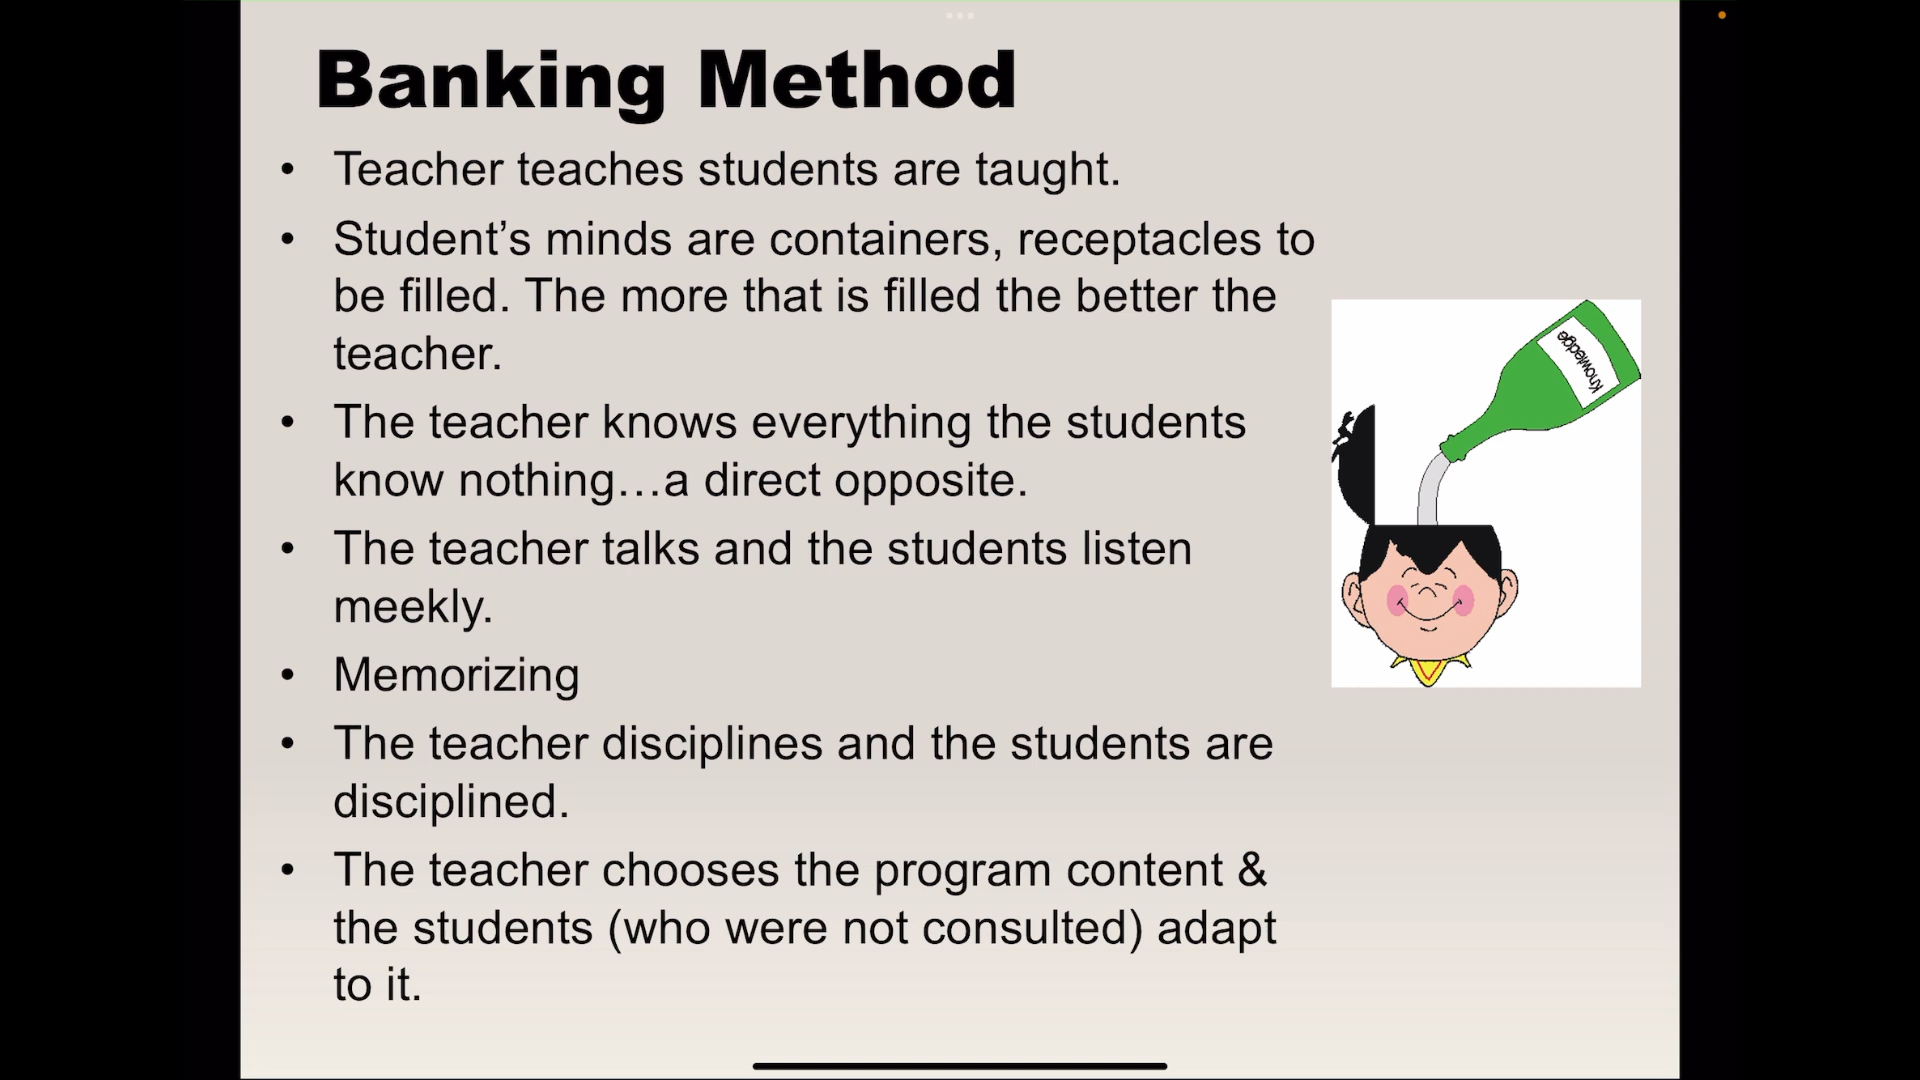 Banking Method
• Teacher teaches students are taught.
• Student’s minds are containers, receptacles to
be filled. The more that is filled the better the
teacher.
• The teacher knows everything the students
know nothing…a direct opposite.
• The teacher talks and the students listen
meekly.
• Memorizing
• The teacher disciplines and the students are
disciplined.
• The teacher chooses the program content &
the students (who were not consulted) adapt
to it.
Knowledge